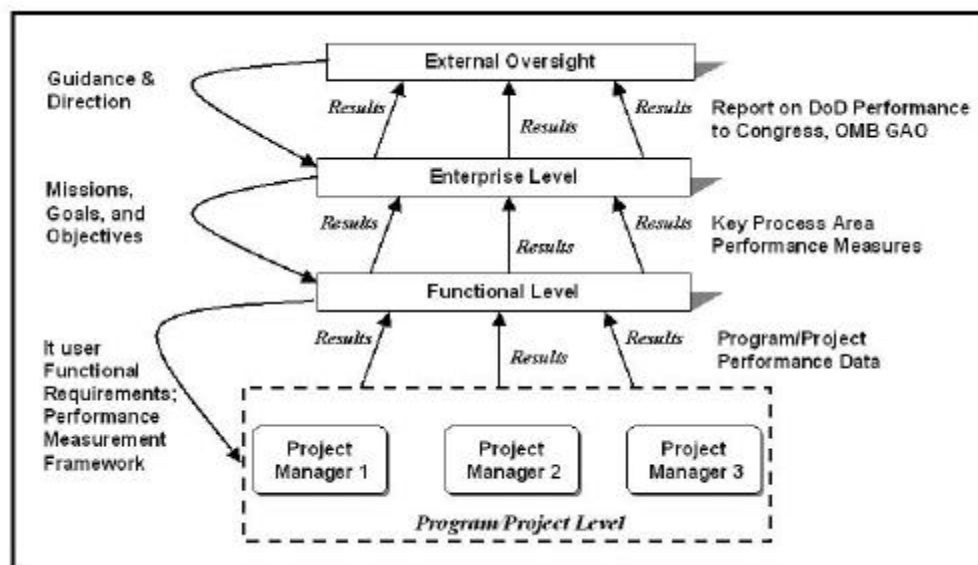 External Oversight
Guidance &
Direction
Results
Results
Results
Report on DoD Performance
to Congress, OMB GAO
Enterprise Level
Missions,
Goals, and
Objectives
Results
Results
Results
Key Process Area
Performance Measures
Functional Level
It user
Functional
Requirements;
Performance
Measurement
Framework
Results
Results
Results
Program/Project
Performance Data
Project
Manager 1
Project
Manager 2
Project
Manager 3
Program/Project Level